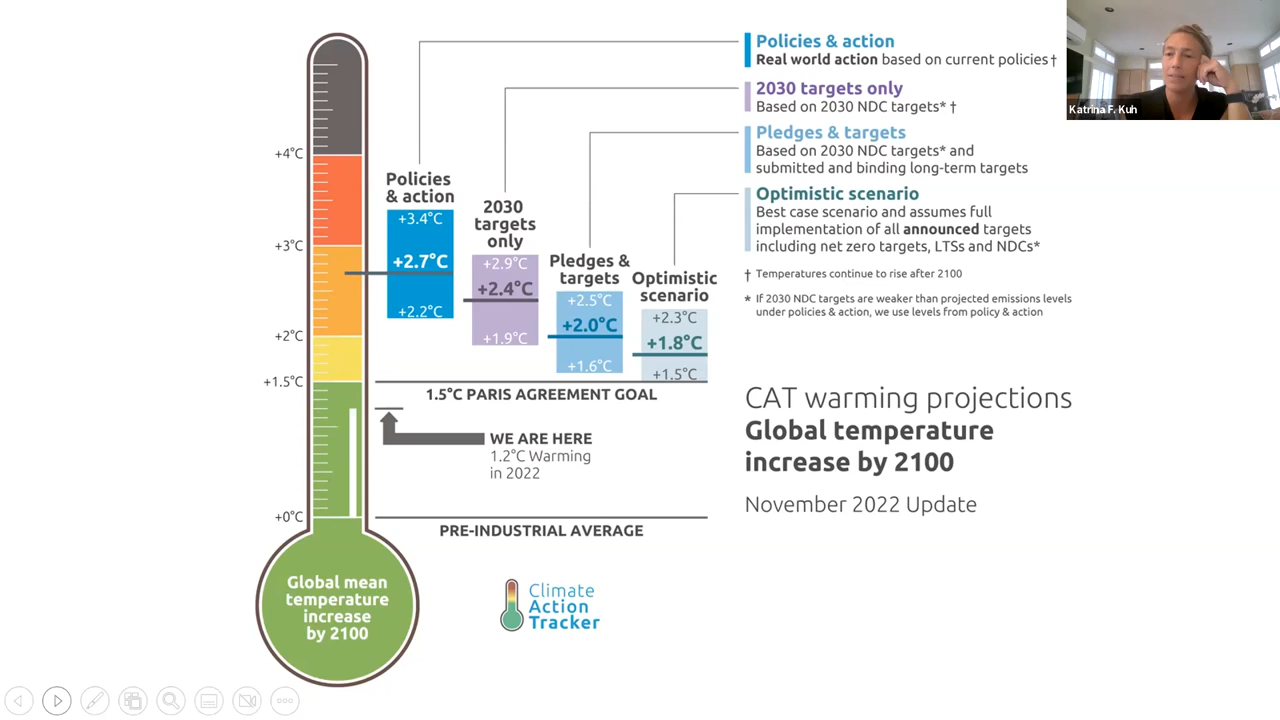 Policies & action
Real world action based on current policies †
2030 targets only
Based on 2030 NDC targets* †
Pledges & targets
Based on 2030 NDC targets* and
submitted and binding long-term targets
Optimistic scenario
Best case scenario and assumes full
implementation of all announced targets
including net zero targets, LTSs and NDCs*
† Temperatures continue to rise after 2100
* If 2030 NDC targets are weaker than projected emissions levels
under policies & action, we use levels from policy & action
Katrina F. Kuh
+4°C
+3°C
+2°C
+1.5°C
+0°C
Policies
& action
+3.4°C
+2.7°C
+2.2°C
2030
targets
only
+2.9°C
+2.4°C
+1.9°C
Pledges &
targets
+2.5°C
+2.0°C
+1.6°C
Optimistic
scenario
+2.3°C
+1.8°C
+1.5°C
1.5°C PARIS AGREEMENT GOAL
WE ARE HERE
1.2°C Warming
in 2022
PRE-INDUSTRIAL AVERAGE
CAT warming projections
Global temperature
increase by 2100
November 2022 Update
Global mean
temperature
increase
by 2100
Climate
Action
Tracker